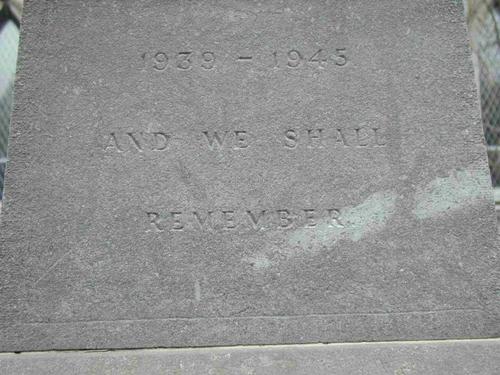 1939 - 1945
AND WE SHALL
REMEMBER